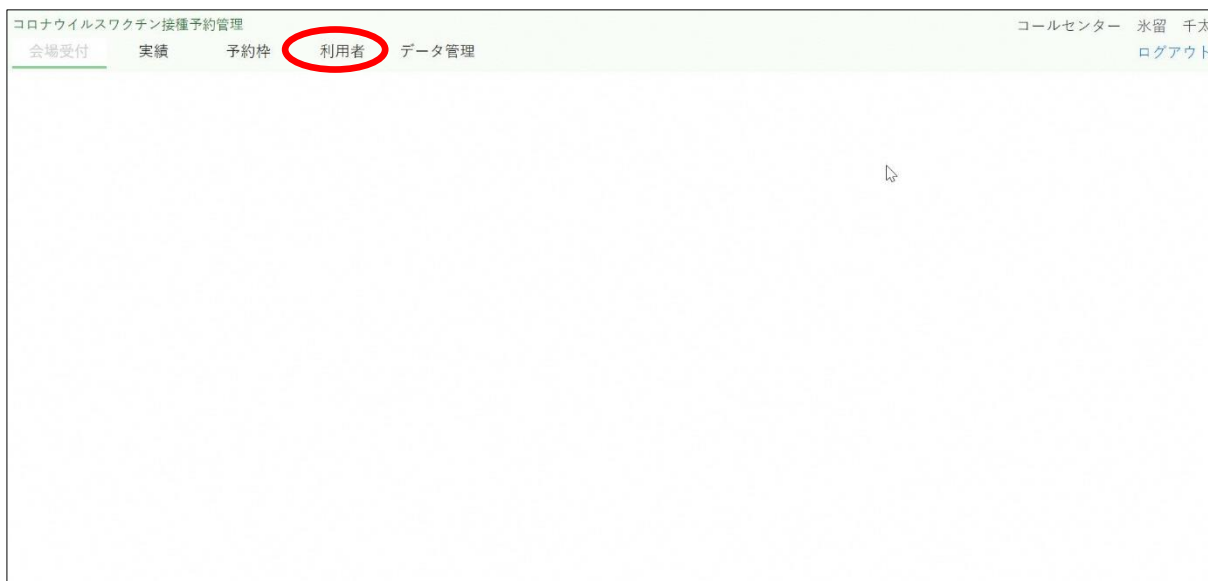 コロナウイルスワクチン接種予約管理
コールセンター 氷留 千太
会場受付 実績 予約枠 利用者 データ管理
ログアウト